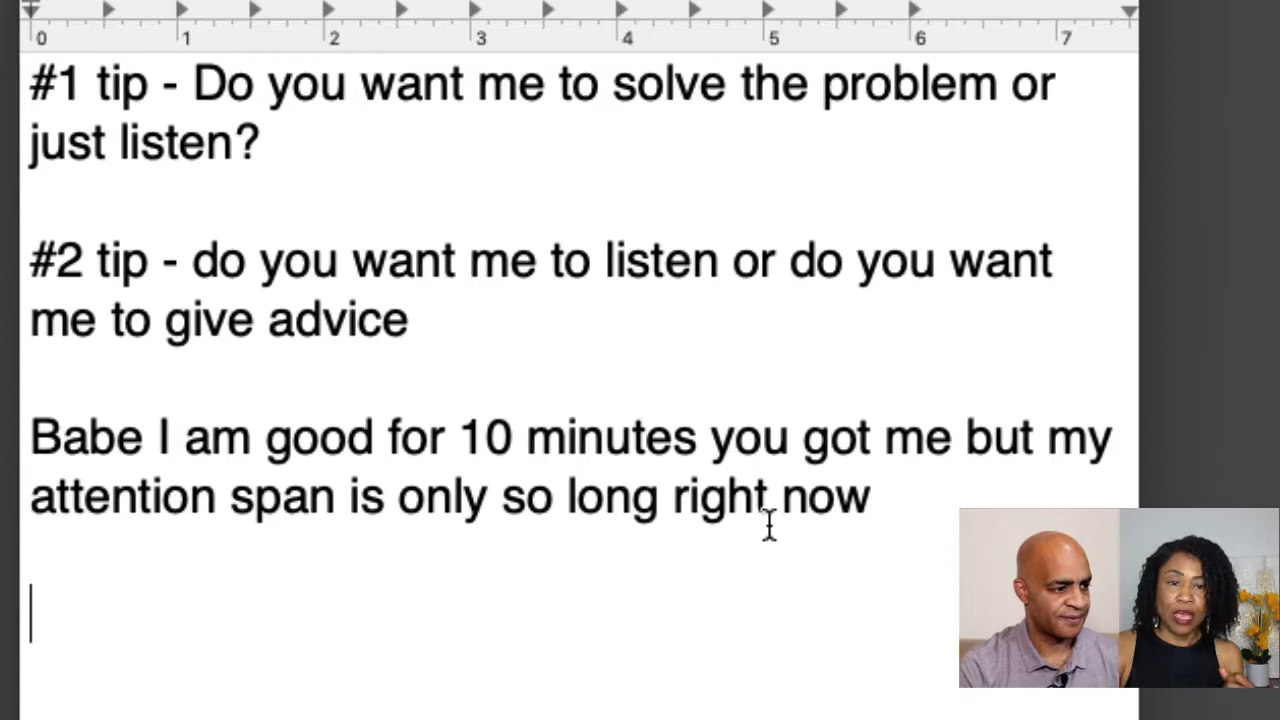 0 1 2 3 4 5 6 7
#1 tip - Do you want me to solve the problem or
just listen?
#2 tip - do you want me to listen or do you want
me to give advice
Babe I am good for 10 minutes you got me but my
attention span is only so long right now